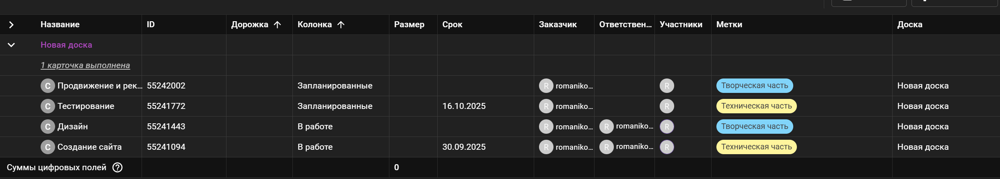 Название ID Дорожка Колонка Размер Срок Заказчик Ответствен... Участники Метки Доска
Новая доска
1 карточка выполнена
C Продвижение и рек... 55242002 Запланированные R romaniko... R Творческая часть Новая доска
C Тестирование 55241772 Запланированные 16.10.2025 R romaniko... R Техническая часть Новая доска
C Дизайн 55241443 В работе R romaniko... R romaniko... R Творческая часть Новая доска
C Создание сайта 55241094 В работе 30.09.2025 R romaniko... R romaniko... R Техническая часть Новая доска
Суммы цифровых полей ? 0